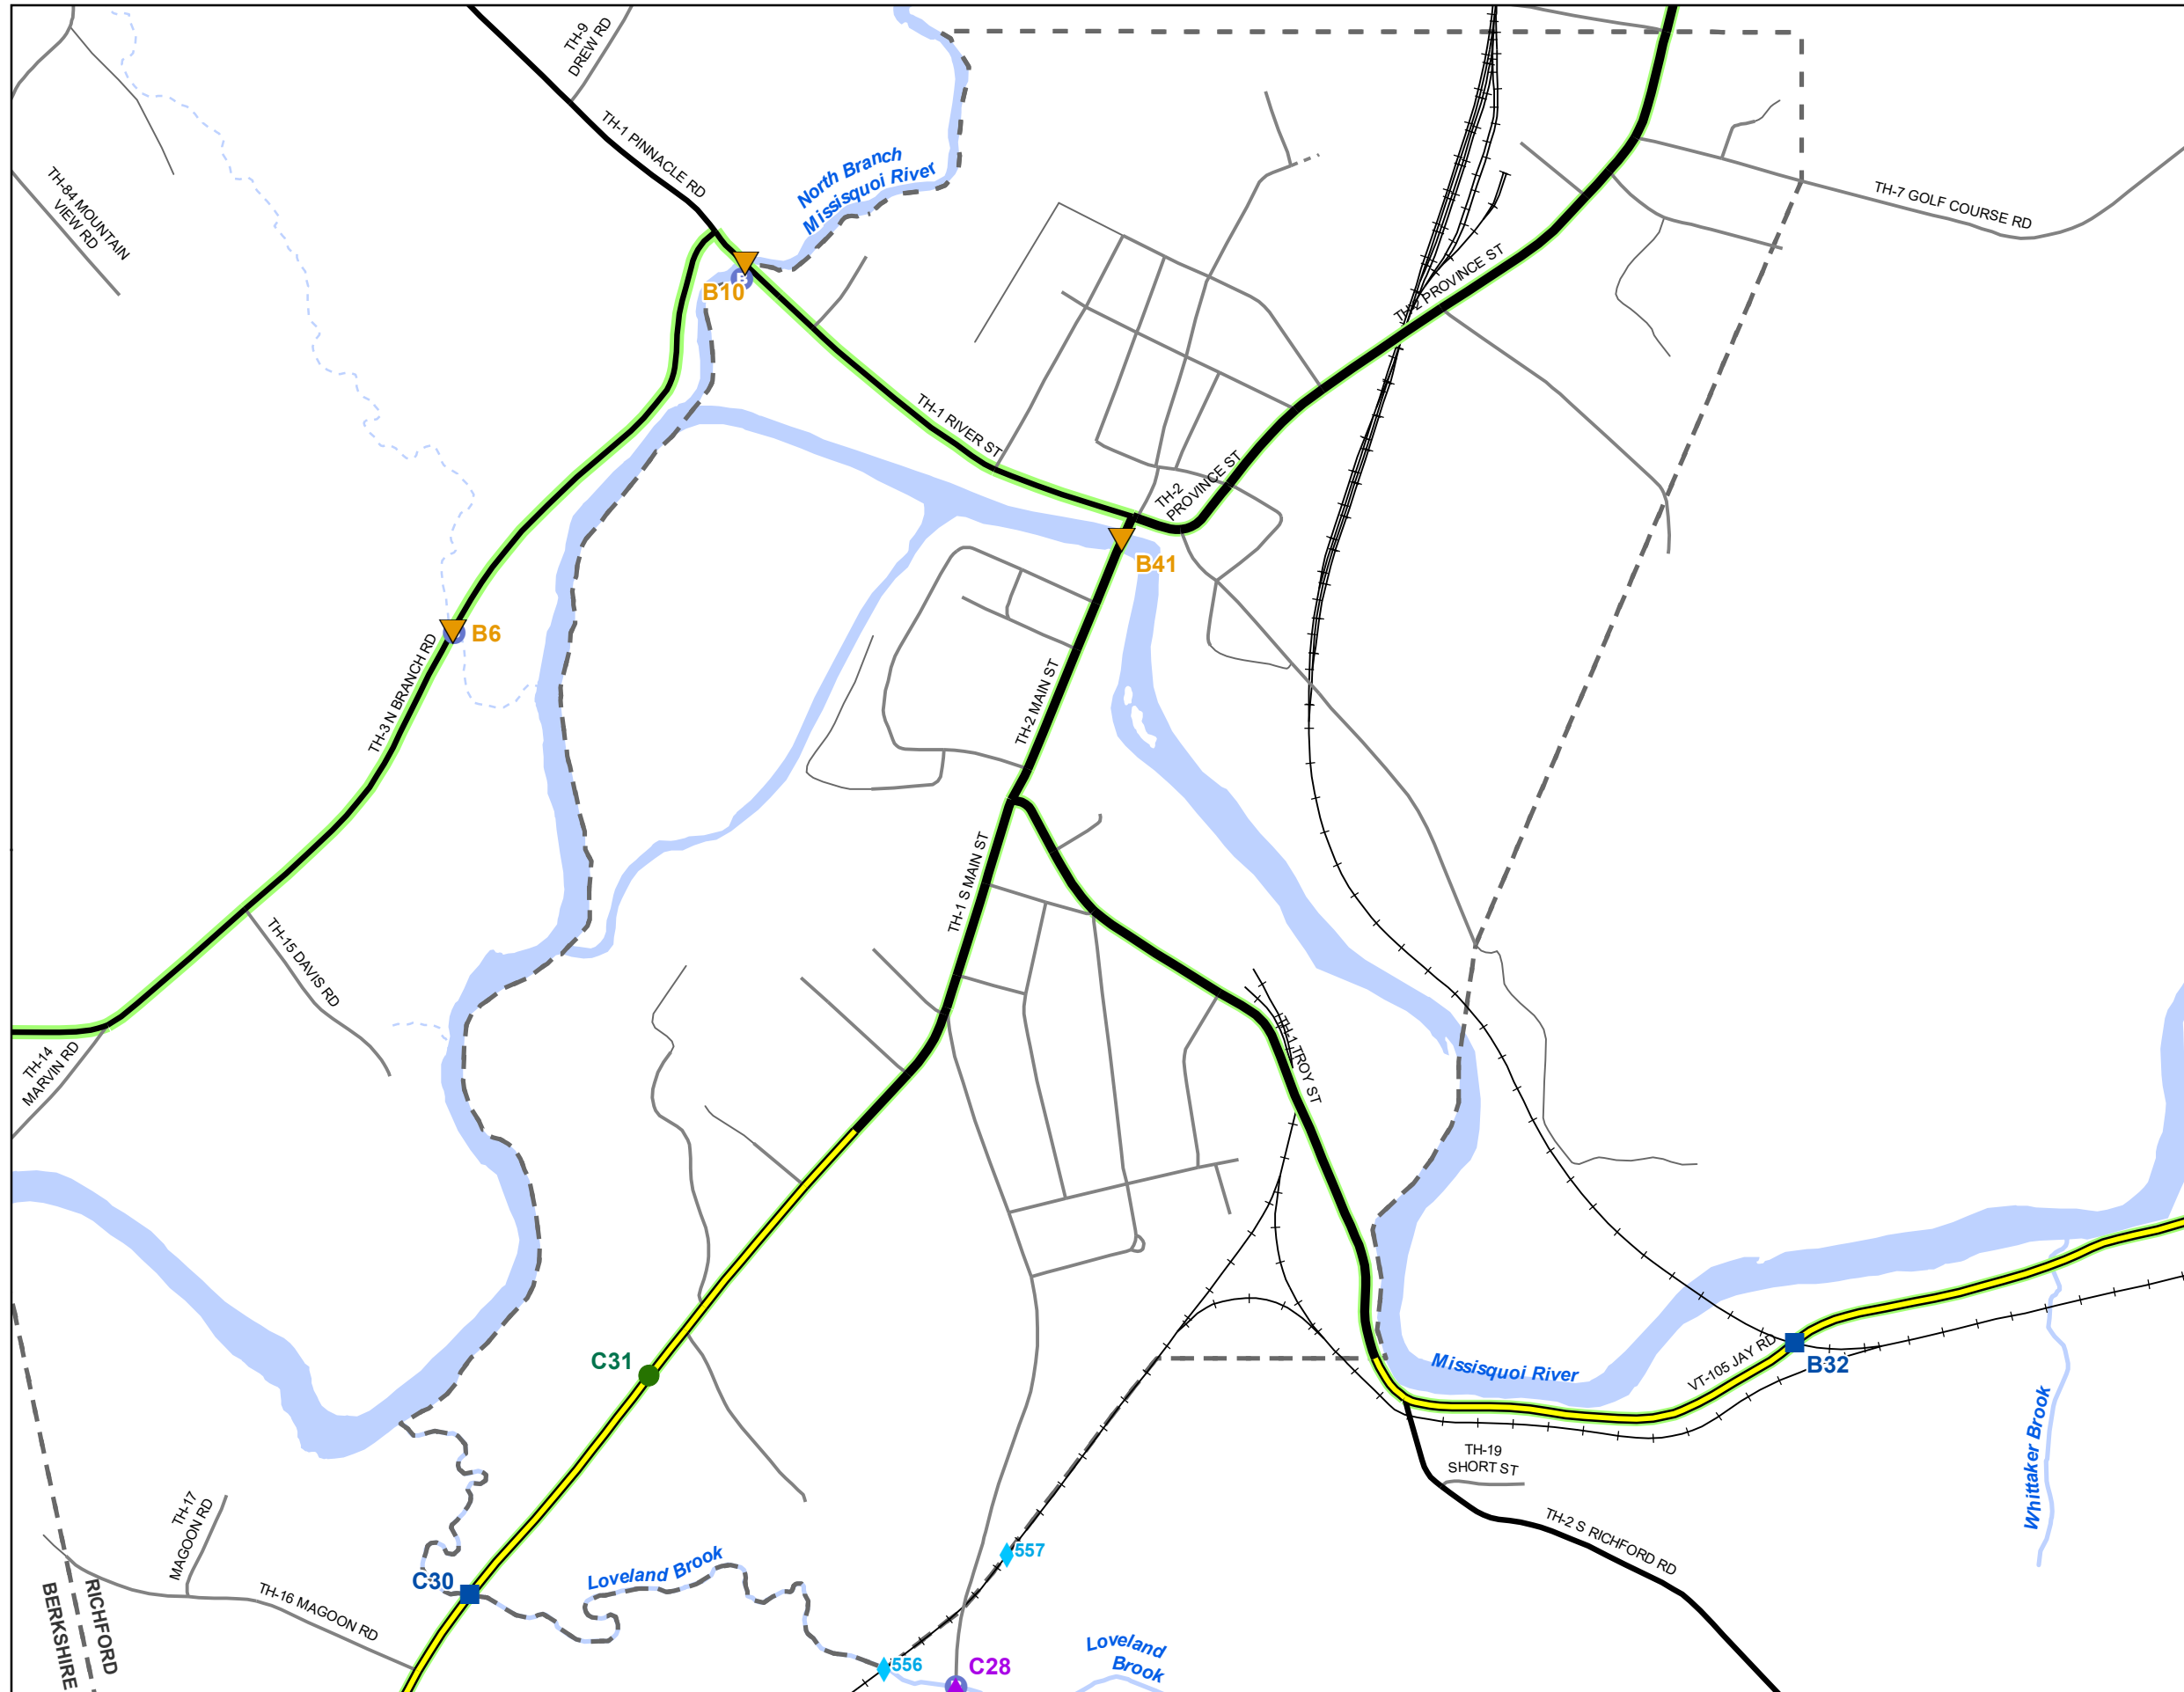 TH-9
DREW RD
TH-1 PINNACLE RD
North Branch
Missisquoi River
TH-84 MOUNTAIN
VIEW RD
TH-7 GOLF COURSE RD
B10
TH-2 PROVINCE ST
TH-1 RIVER ST
TH-2
PROVINCE ST
B41
B6
TH-3 N BRANCH RD
TH-2 MAIN ST
TH-1 S MAIN ST
TH-15 DAVIS RD
TH-14
MARVIN RD
TH-1 TROY ST
C31
Missisquoi River
VT-105 JAY RD
B32
Whittaker Brook
TH-19
SHORT ST
TH-2 S RICHFORD RD
TH-17
MAGOON RD
557
Loveland Brook
C30
TH-16 MAGOON RD
RICHFORD
BERKSHIRE
556
C28
Loveland
Brook